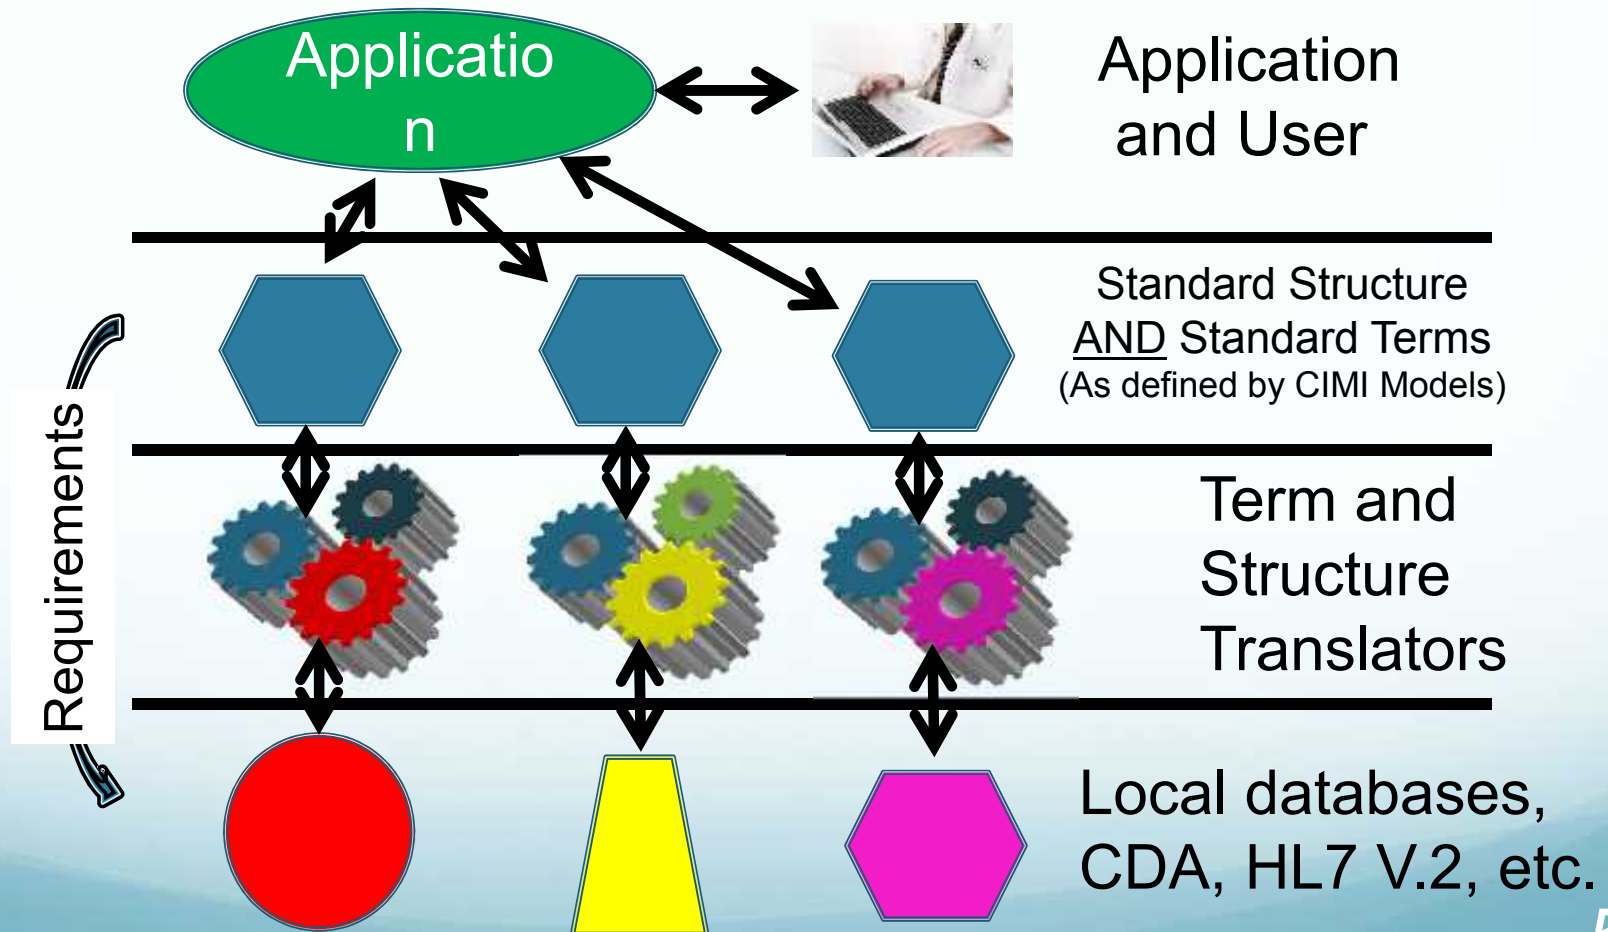 Applicatio
n
Application
and User
Standard Structure
AND Standard Terms
(As defined by CIMI Models)
Requirements
Term and
Structure
Translators
Local databases,
CDA, HL7 V.2, etc.